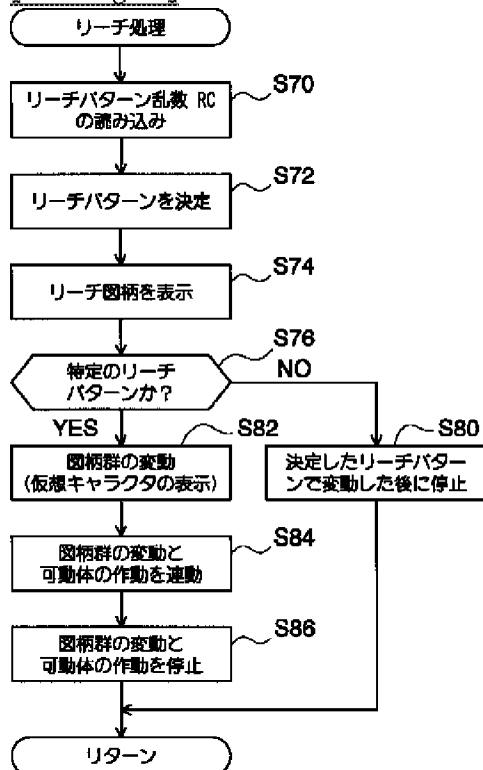 リーチ処理
S70
リーチパターン乱数 RC
の読み込み
S72
リーチパターンを決定
S74
リーチ図柄を表示
S76
特定のリーチ
パターンか？
NO
YES
S82
図柄群の変動
(仮想キャラクタの表示)
S80
決定したリーチパター
ンで変動した後に停止
S84
図柄群の変動と
可動体の作動を連動
S86
図柄群の変動と
可動体の作動を停止
リターン